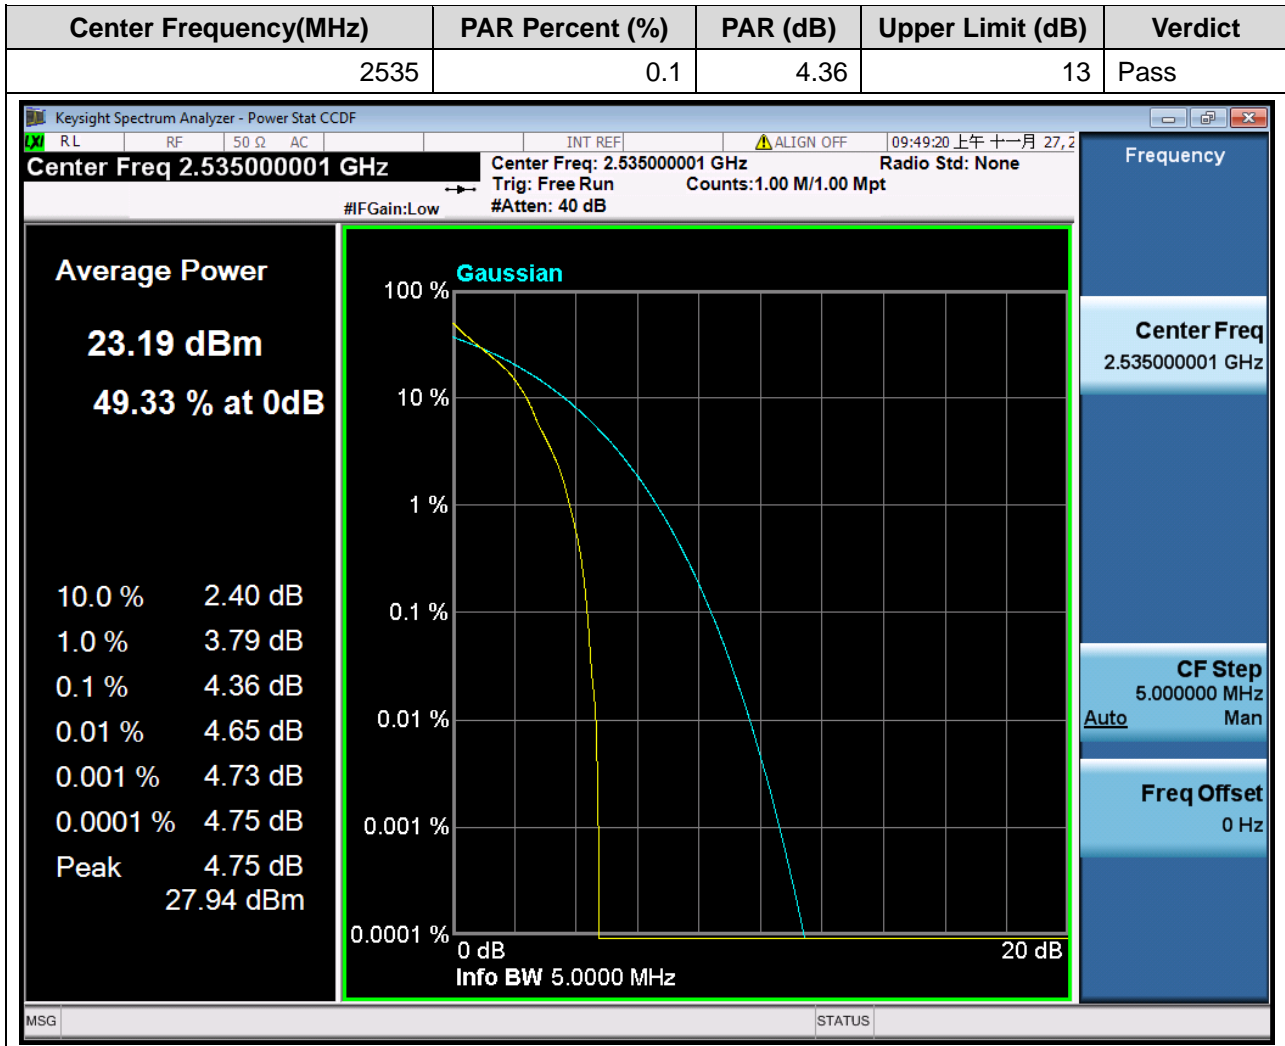 Center Frequency(MHz) PAR Percent (%) PAR (dB) Upper Limit (dB) Verdict
2535 0.1 4.36 13 Pass
Keysight Spectrum Analyzer - Power Stat CCDF
LXI RL RF 50 Ω AC INT REF ALIGN OFF 09:49:20 上午 十一月 27, 2
Center Freq 2.535000001 GHz
Center Freq: 2.535000001 GHz Radio Std: None
Trig: Free Run Counts:1.00 M/1.00 Mpt
#IFGain:Low #Atten: 40 dB
Average Power
23.19 dBm
49.33 % at 0dB
10.0 % 2.40 dB
1.0 % 3.79 dB
0.1 % 4.36 dB
0.01 % 4.65 dB
0.001 % 4.73 dB
0.0001 % 4.75 dB
Peak 4.75 dB
27.94 dBm
Gaussian
100 %
10 %
1 %
0.1 %
0.01 %
0.001 %
0.0001 %
0 dB 20 dB
Info BW 5.0000 MHz
Frequency
Center Freq
2.535000001 GHz
CF Step
5.000000 MHz
Auto Man
Freq Offset
0 Hz
MSG STATUS